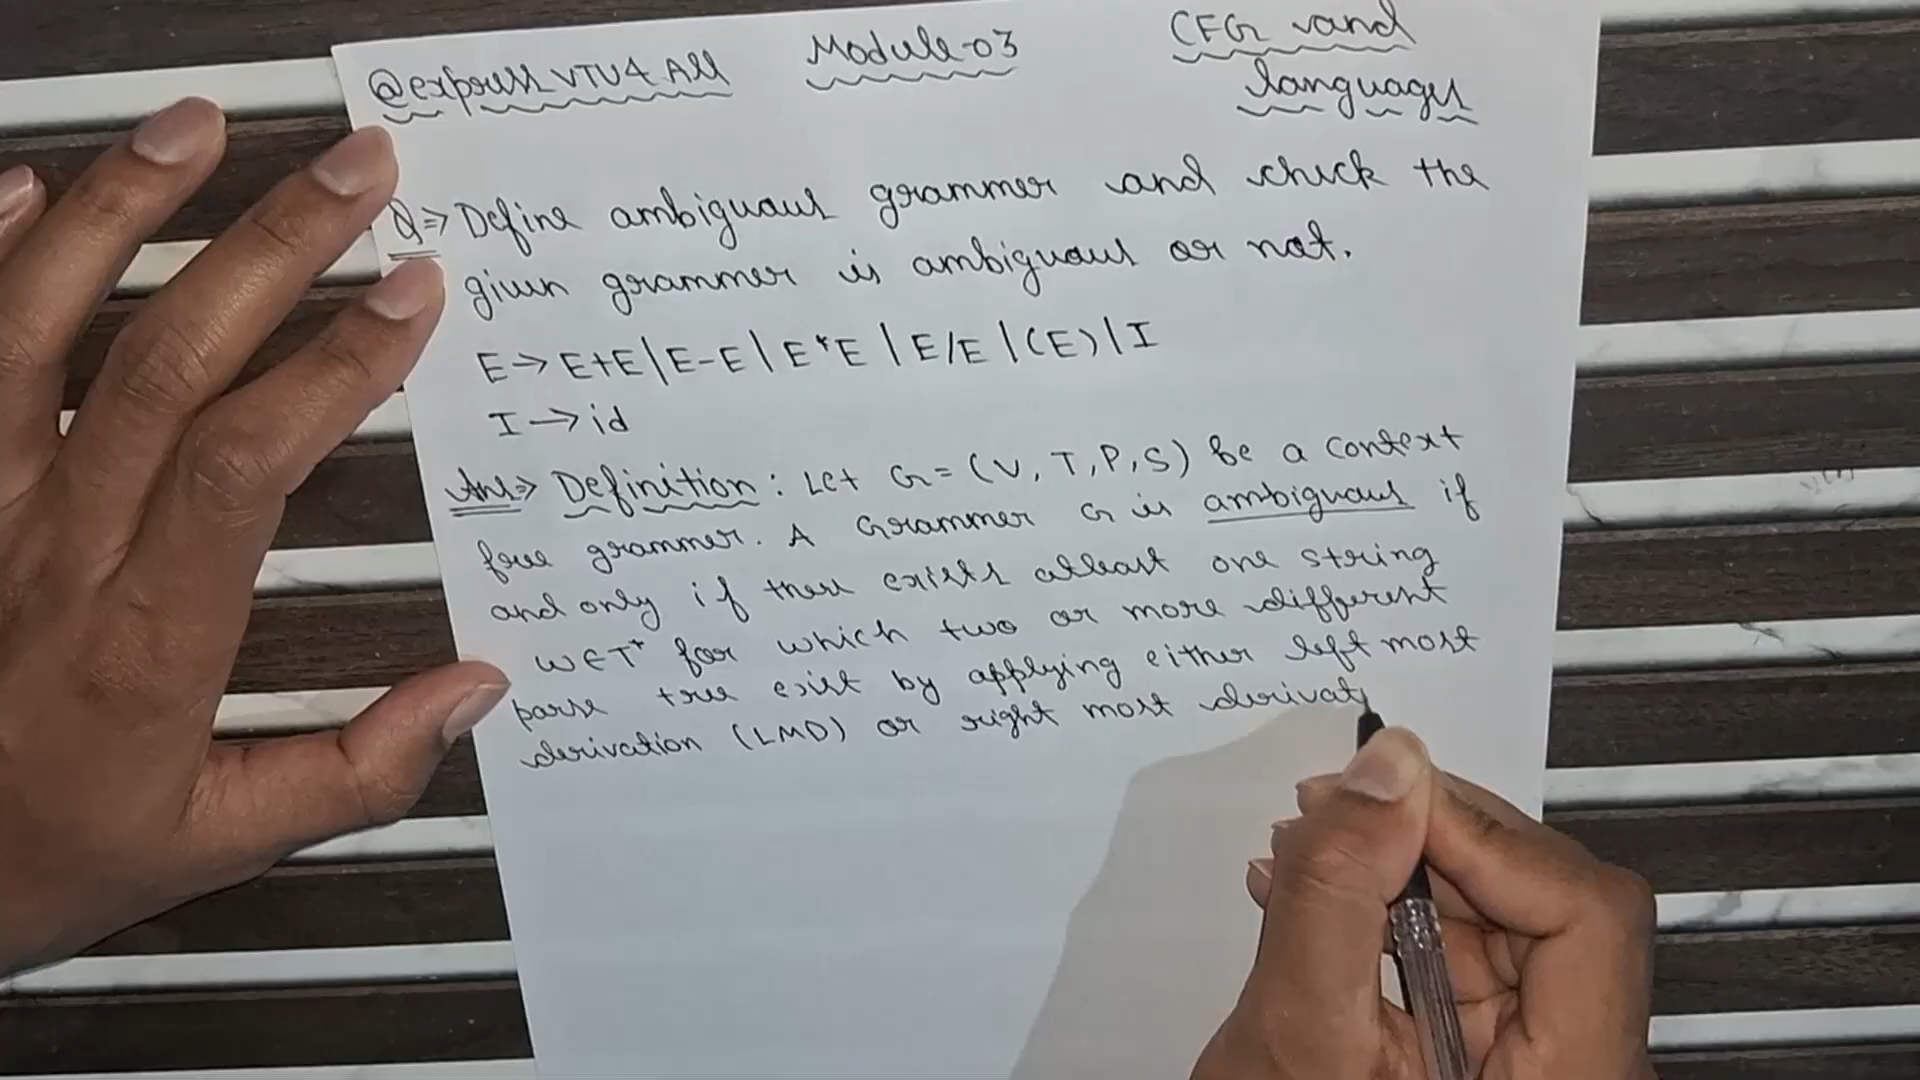 @express VTU 4 All Module-03 CFG and
languages
Q⇒ Define ambiguous grammer and check the
given grammer is ambiguous or not.
E→E+E|E-E|E*E|E/E|(E)|I
I→id
Ans⇒ Definition: Let G=(V,T,P,S) be a context
free grammer. A Grammer G is ambiguous if
and only if there exists atleast one string
W∈T* for which two or more different
parse tree exist by applying either left most
derivation (LMD) or right most derivat